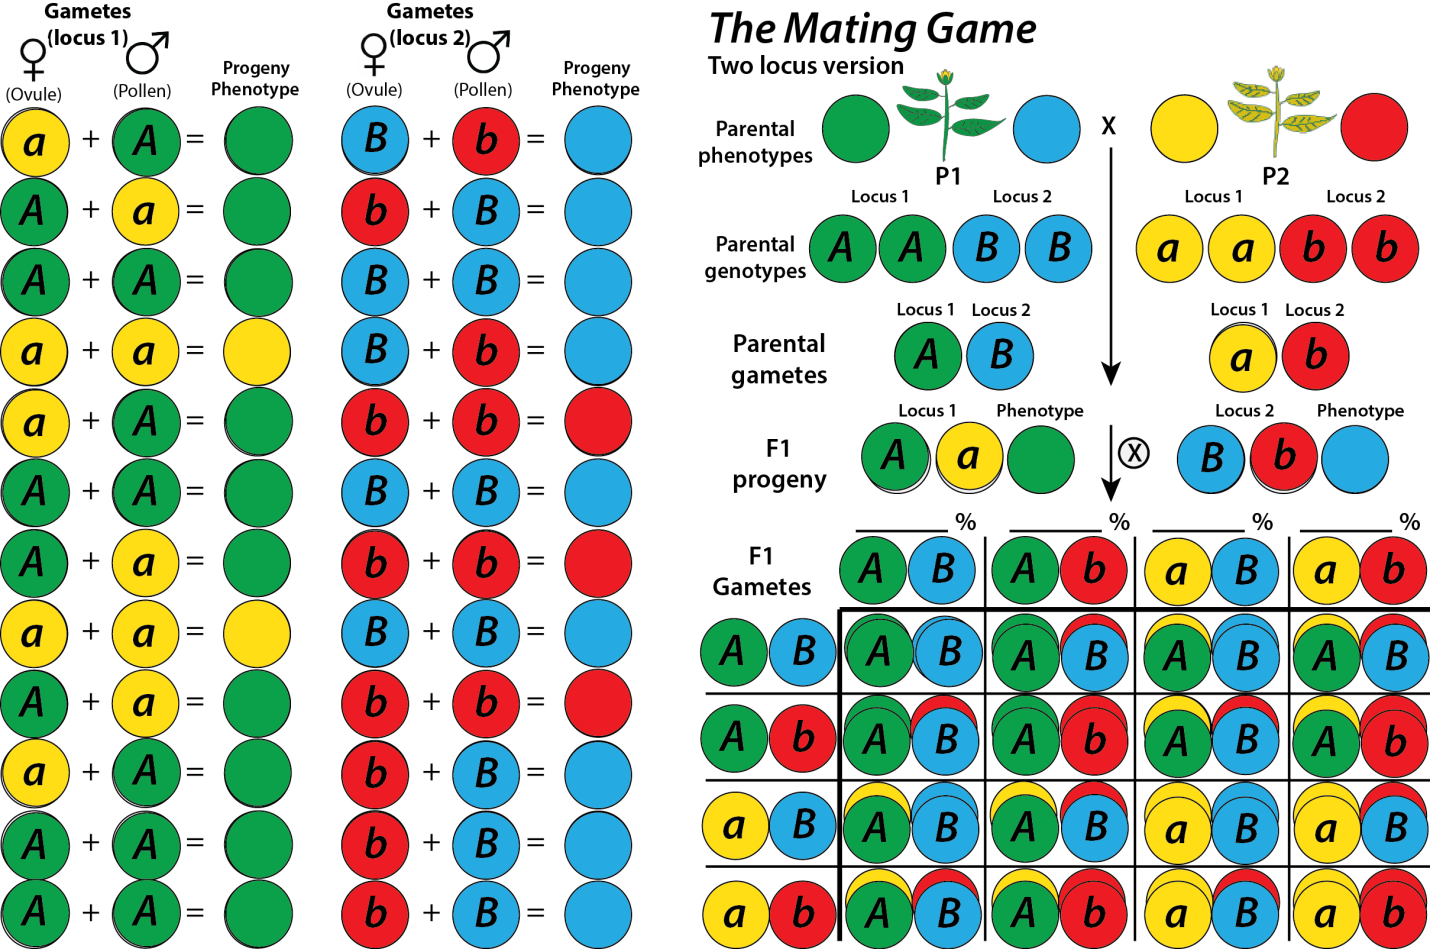 Gametes
(locus 1)
♀ ♂
(Ovule) (Pollen) Progeny
Phenotype
a + A =
A + a =
A + A =
a + a =
a + A =
A + A =
A + a =
a + a =
A + a =
a + A =
A + A =
A + A =
Gametes
(locus 2)
♀ ♂
(Ovule) (Pollen) Progeny
Phenotype
B + b =
b + B =
B + B =
B + b =
b + b =
B + B =
b + b =
B + B =
b + b =
b + B =
b + B =
b + B =
The Mating Game
Two locus version
Parental
phenotypes
X
P1 P2
Locus 1 Locus 2 Locus 1 Locus 2
Parental
genotypes
A A B B a a b b
Locus 1 Locus 2 Locus 1 Locus 2
Parental
gametes
A B a b
Locus 1 Phenotype Locus 2 Phenotype
F1
progeny
A a X B b
% % % %
F1
Gametes
A B A b a B a b
A B A B A B A B A B
A b A B A b A B A b
a B A B A B a B a B
a b A B A b a B a b